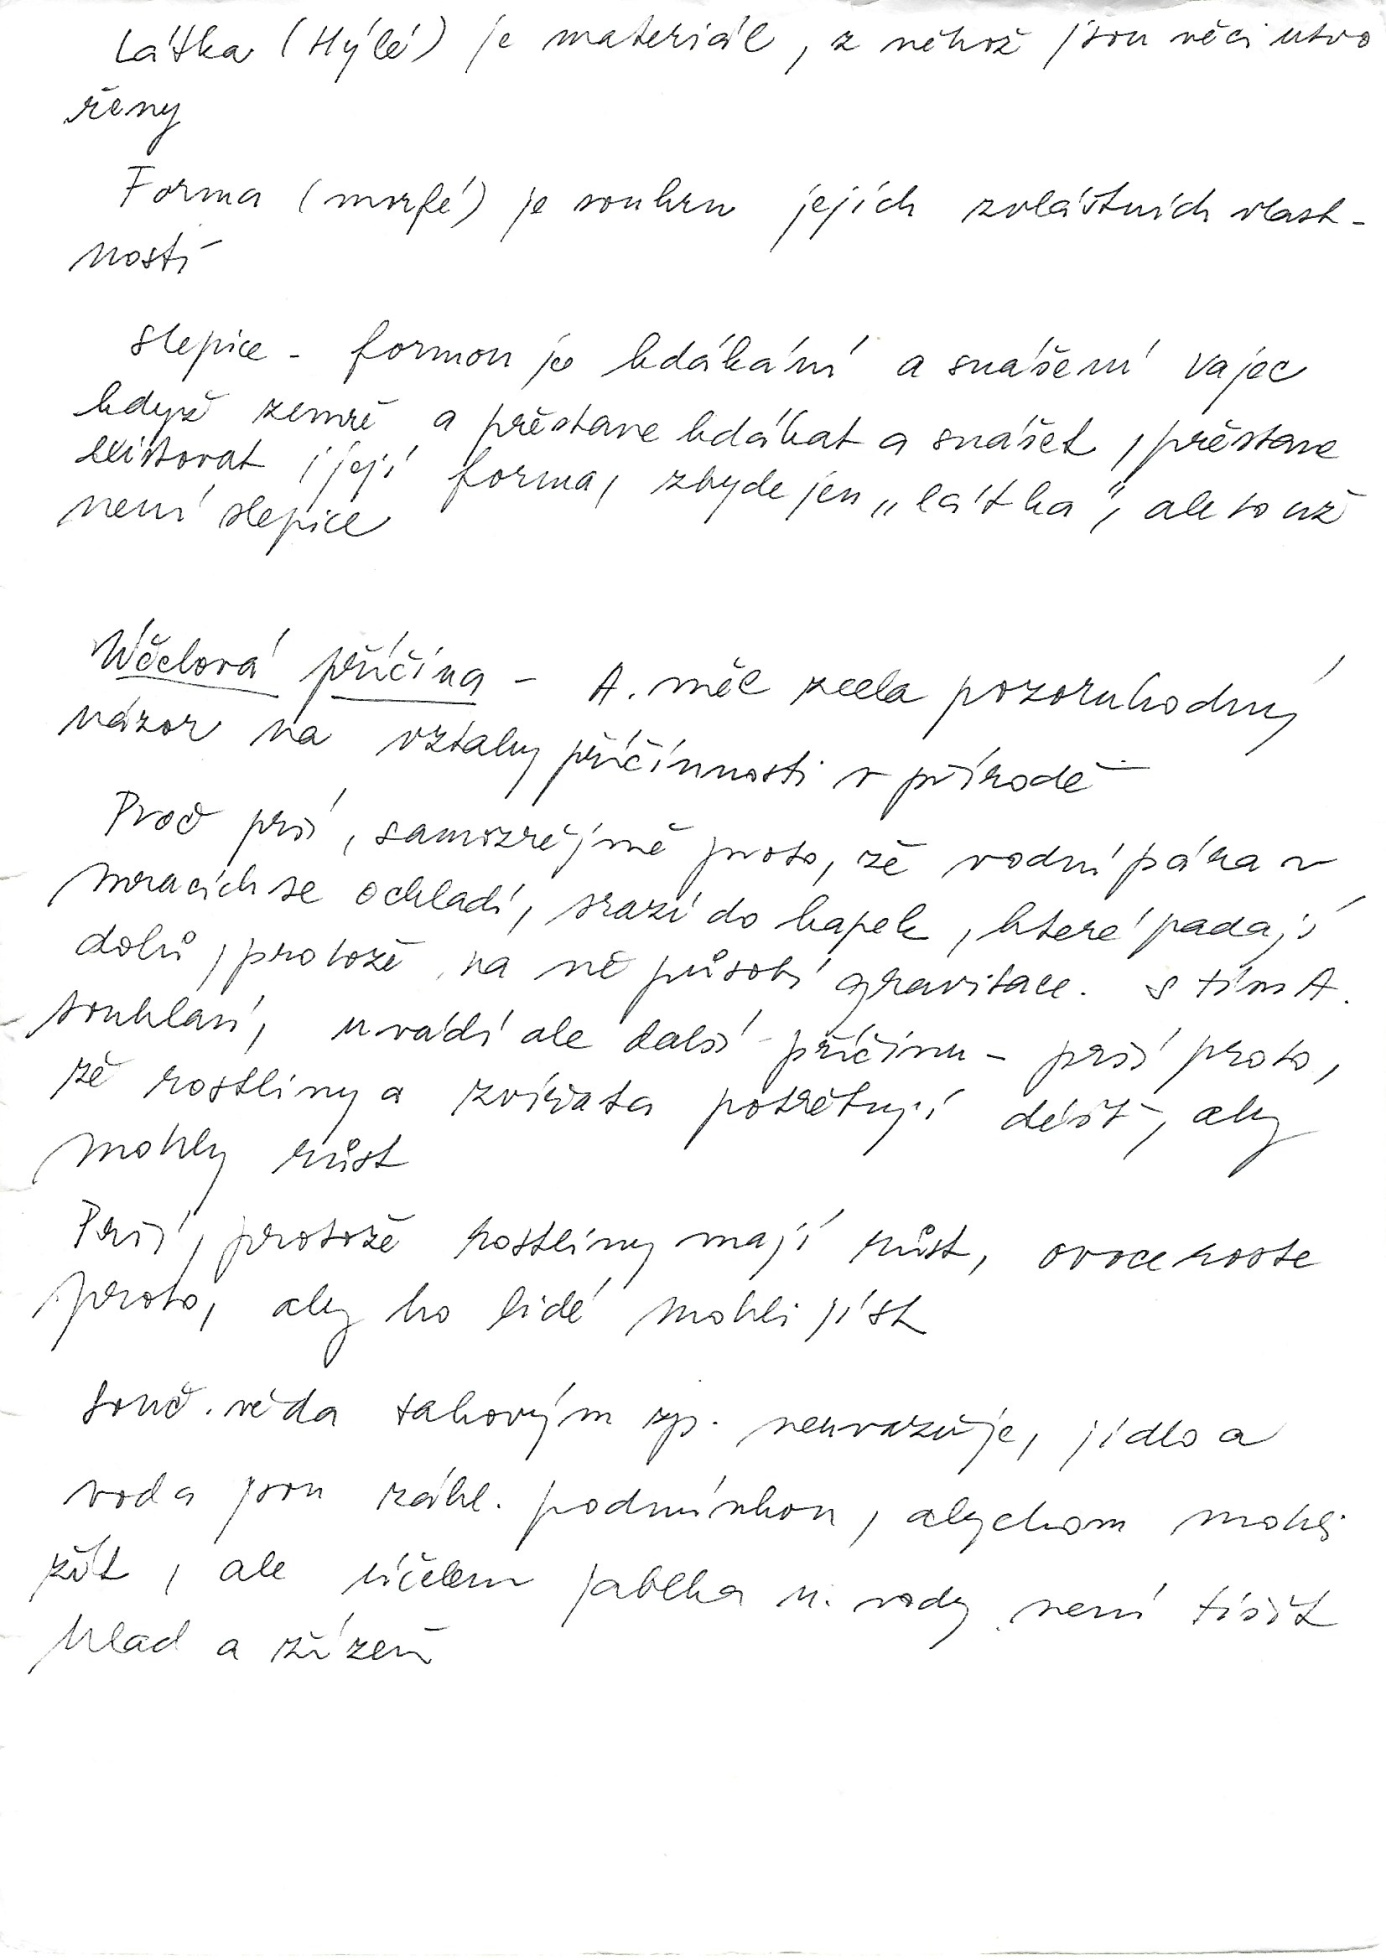 Látka (Hýlé) je materiál, z něhož jsou věci utvo
řeny
Forma (morfé) je souhrn jejich zvláštních vlast-
ností
Slepice - formou je kdákání a snášení vajec
když zemře a přestane kdákat a snášet, přestane
existovat její forma, zbyde jen „látka", ale to už
není slepice
Účelová příčina - A. měl zcela pozoruhodný
názor na vztahy příčinnosti v přírodě
Proč prší, samozřejmě proto, že vodní pára v
mracích se ochladí, srazí do kapek, které padají
dolů, protože na ně působí gravitace. S tím A.
souhlasí, uvádí ale další příčinu - prší proto,
že rostliny a zvířata potřebují déšť, aby
mohly růst
Prší, protože rostliny mají růst, ovoce roste
proto, aby ho lidé mohli jíst
Souč. věda takovým zp. neuvažuje, jídlo a
voda jsou zákl. podmínkou, abychom mohli
žít, ale účelem jablka n. vody není tišit
hlad a žízeň